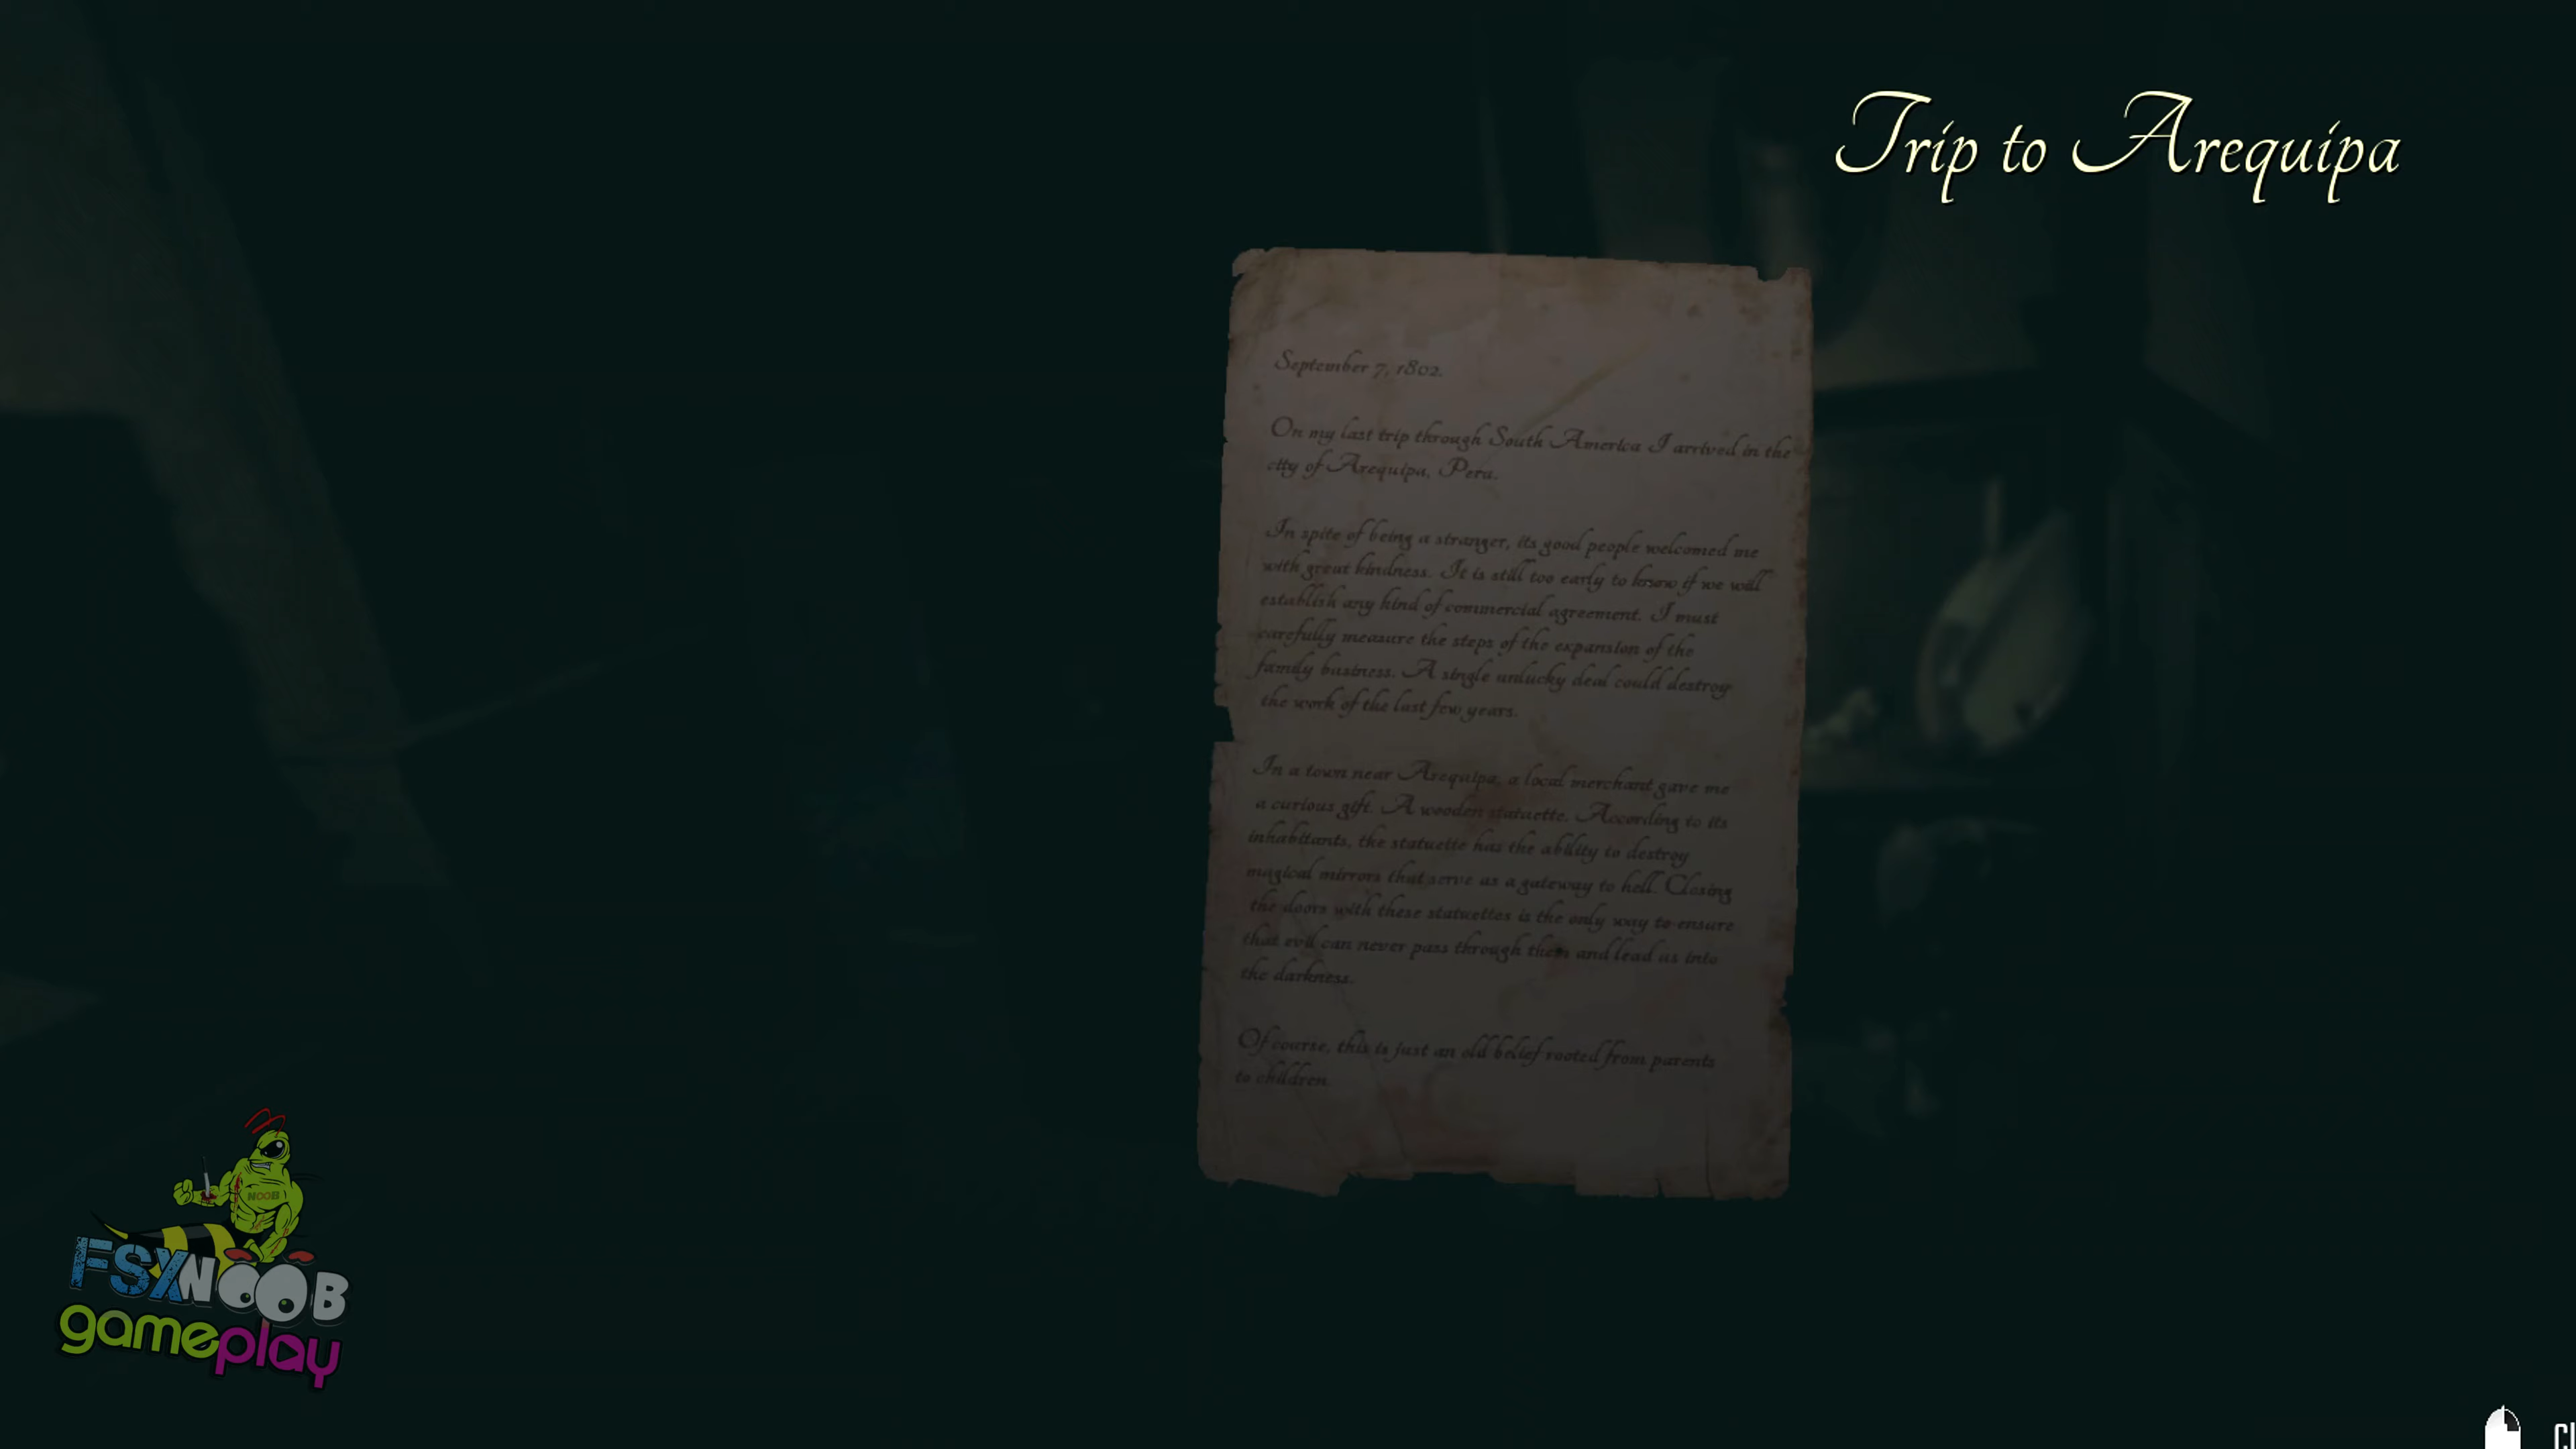 Trip to Arequipa
September 7, 1802.
On my last trip through South America I arrived in the
city of Arequipa, Peru.
In spite of being a stranger, its good people welcomed me
with great kindness. It is still too early to know if we will
establish any kind of commercial agreement. I must
carefully measure the steps of the expansion of the
family business. A single unlucky deal could destroy
the work of the last few years.
In a town near Arequipa, a local merchant gave me
a curious gift. A wooden statuette. According to its
inhabitants, the statuette has the ability to destroy
magical mirrors that serve as a gateway to hell. Closing
the doors with these statuettes is the only way to ensure
that evil can never pass through them and lead us into
the darkness.
Of course, this is just an old belief rooted from parents
to children.
NOOB
FSXNOOB
gameplay